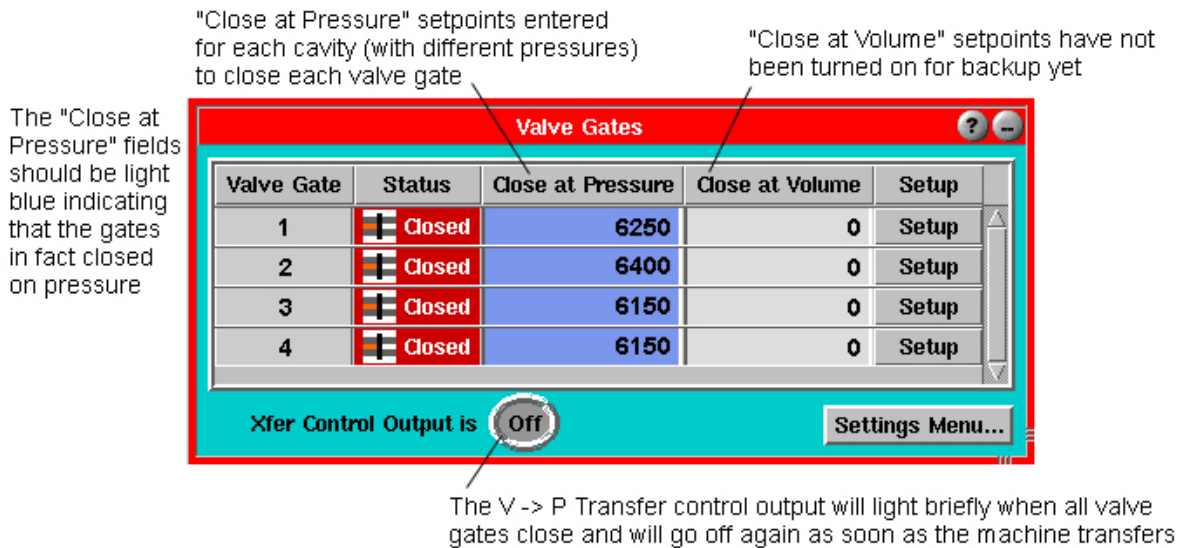 "Close at Pressure" setpoints entered
for each cavity (with different pressures)
to close each valve gate
"Close at Volume" setpoints have not
been turned on for backup yet
The "Close at
Pressure" fields
should be light
blue indicating
that the gates
in fact closed
on pressure
Valve Gates ? -
Valve Gate Status Close at Pressure Close at Volume Setup
1 Closed 6250 0 Setup
2 Closed 6400 0 Setup
3 Closed 6150 0 Setup
4 Closed 6150 0 Setup
Xfer Control Output is Off Settings Menu...
The V -> P Transfer control output will light briefly when all valve
gates close and will go off again as soon as the machine transfers